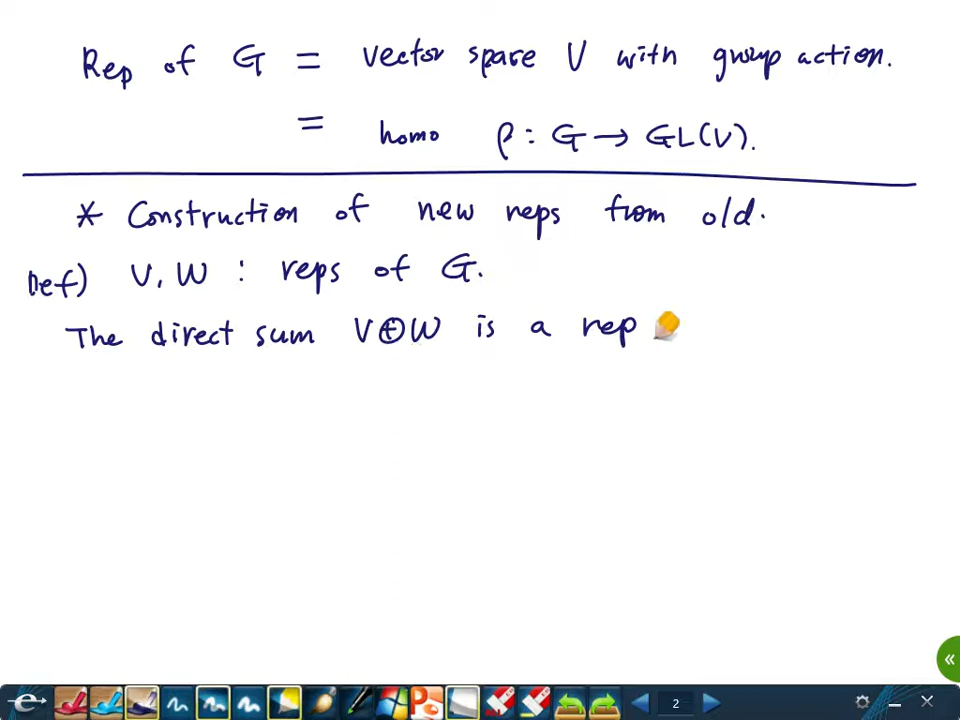 Rep of G = vector space V with group action.
= homo ρ : G → GL(V).
* Construction of new reps from old.
Def) V, W : reps of G.
The direct sum V⊕W is a rep
2